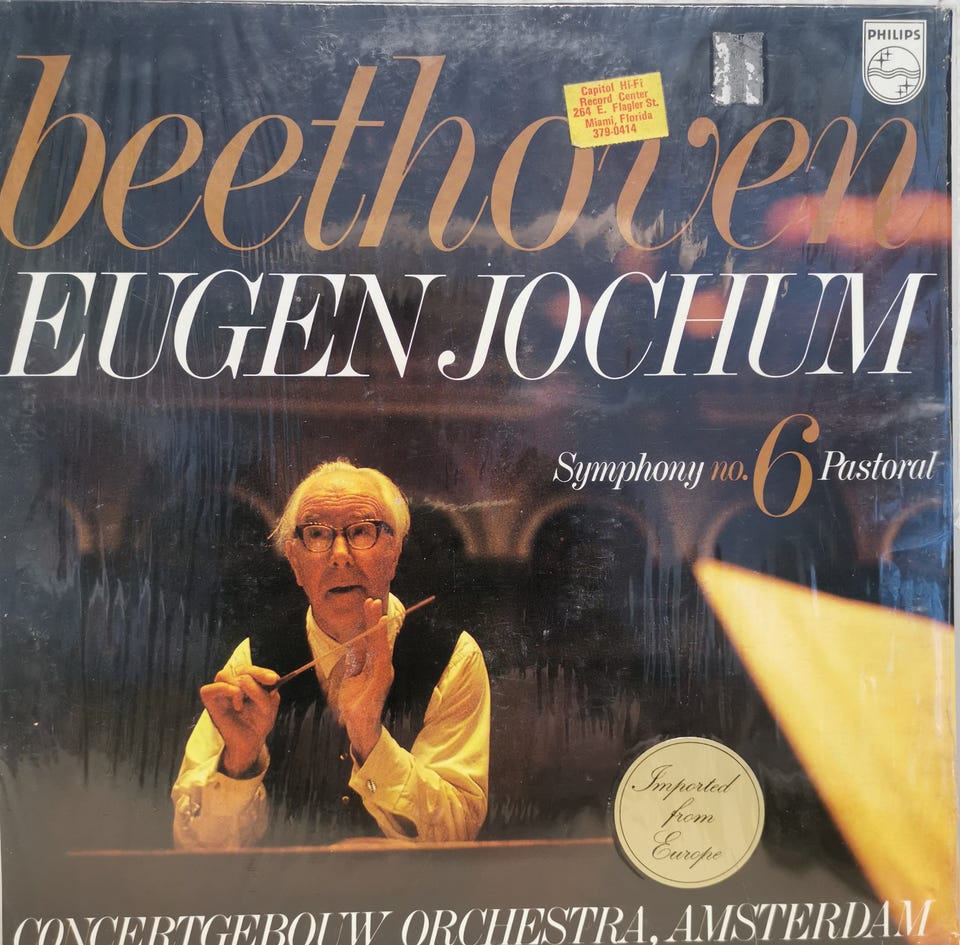 PHILIPS
Capitol Hi-Fi
Record Center
264 E. Flagler St.
Miami, Florida
379-0414
beethoven
EUGEN JOCHUM
Symphony no. 6 Pastoral
Imported
from
Europe
CONCERTGEBOUW ORCHESTRA, AMSTERDAM